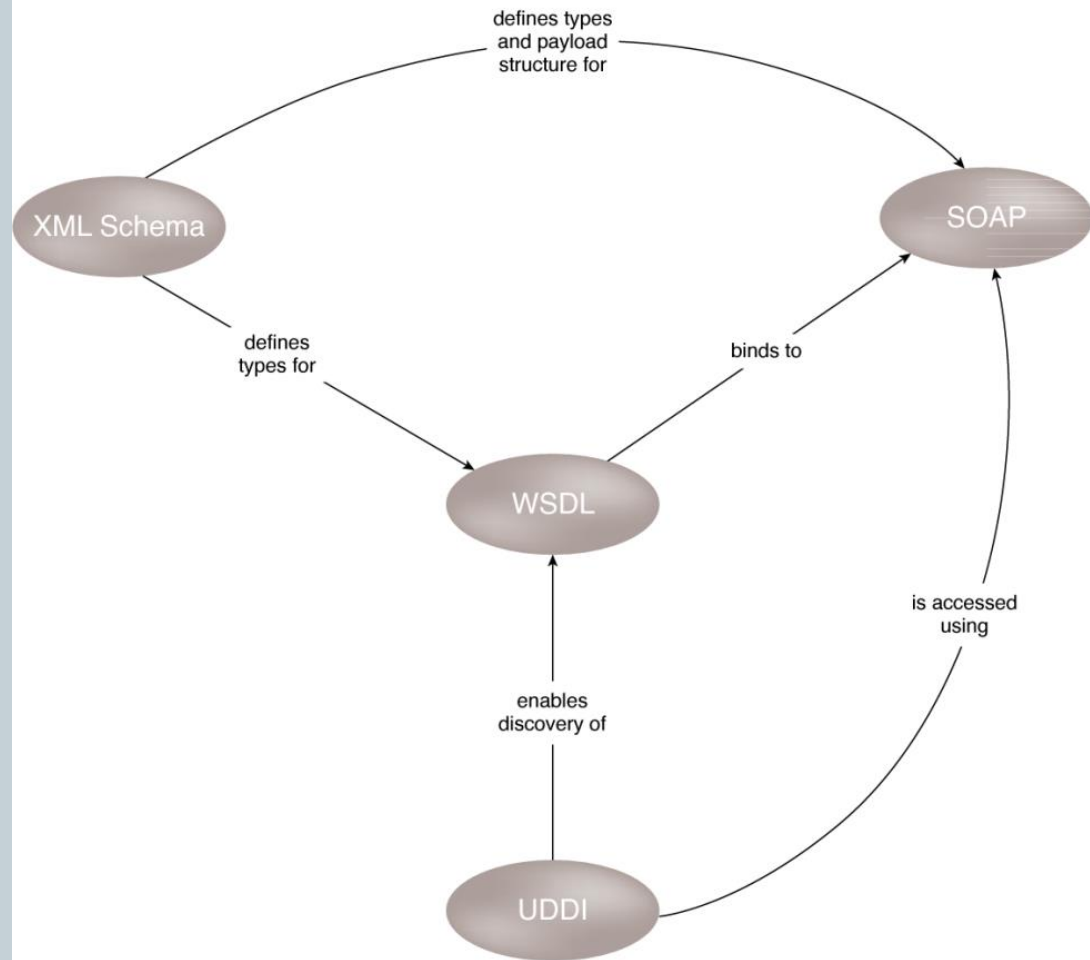 defines types
and payload
structure for
XML Schema
SOAP
defines
types for
binds to
WSDL
is accessed
using
enables
discovery of
UDDI